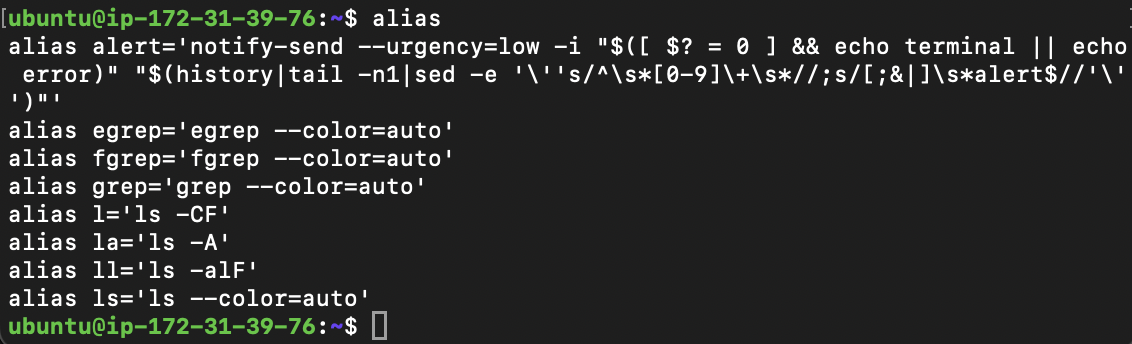 [ubuntu@ip-172-31-39-76:~$ alias
alias alert='notify-send --urgency=low -i "$([ $? = 0 ] && echo terminal || echo
 error)" "$(history|tail -n1|sed -e '\''s/^\s*[0-9]\+\s*//;s/[;&|]\s*alert$//'\'
')"'
alias egrep='egrep --color=auto'
alias fgrep='fgrep --color=auto'
alias grep='grep --color=auto'
alias l='ls -CF'
alias la='ls -A'
alias ll='ls -alF'
alias ls='ls --color=auto'
ubuntu@ip-172-31-39-76:~$